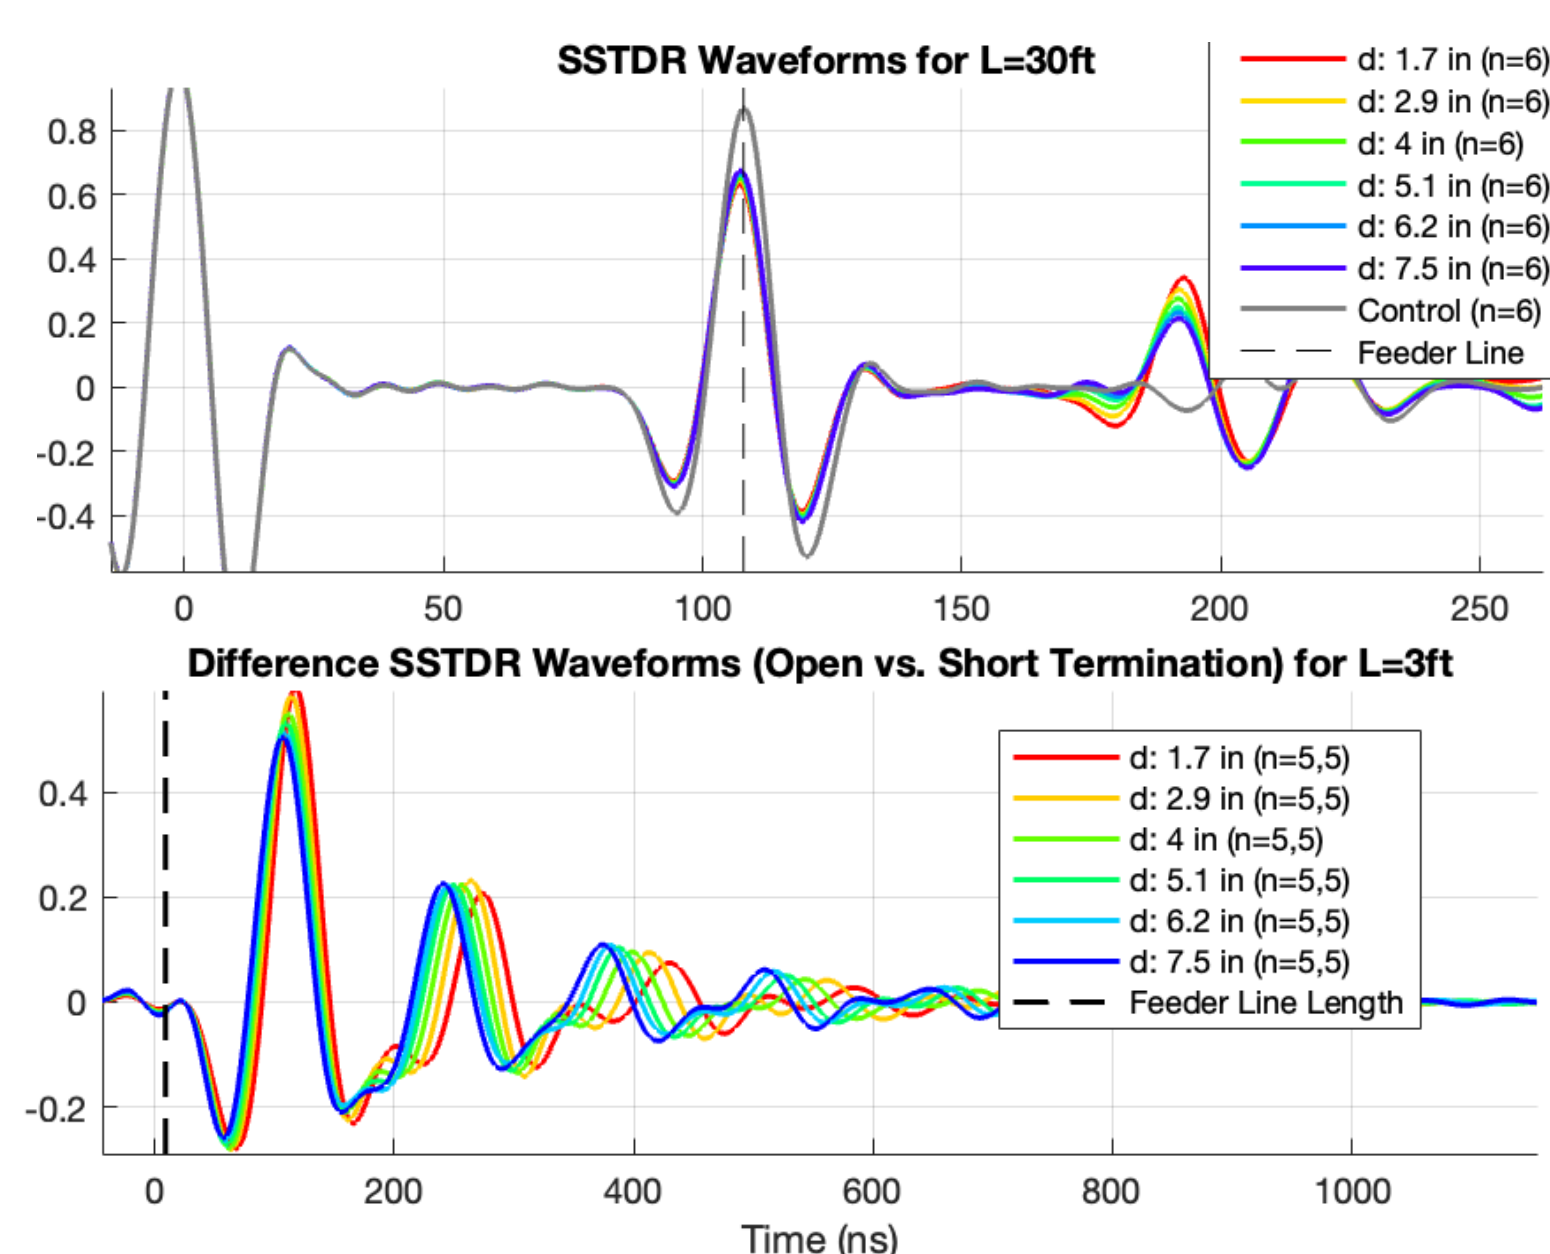 SSTDR Waveforms for L=30ft
0.8
0.6
0.4
0.2
0
-0.2
-0.4
0
50
100
150
200
250
d: 1.7 in (n=6)
d: 2.9 in (n=6)
d: 4 in (n=6)
d: 5.1 in (n=6)
d: 6.2 in (n=6)
d: 7.5 in (n=6)
Control (n=6)
Feeder Line
Difference SSTDR Waveforms (Open vs. Short Termination) for L=3ft
0.4
0.2
0
-0.2
0
200
400
600
800
1000
d: 1.7 in (n=5,5)
d: 2.9 in (n=5,5)
d: 4 in (n=5,5)
d: 5.1 in (n=5,5)
d: 6.2 in (n=5,5)
d: 7.5 in (n=5,5)
Feeder Line Length
Time (ns)